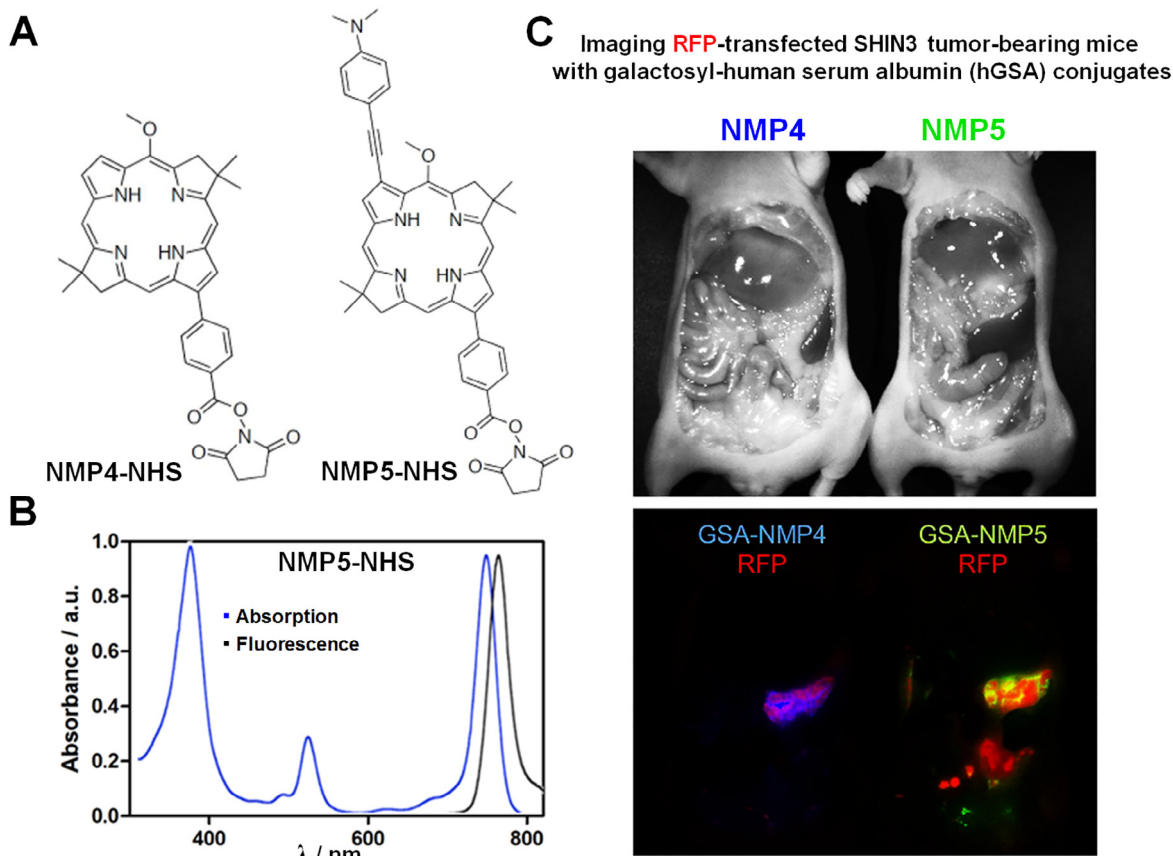 A
N
O
NH
N
N
HN
O
O
N
O
O
NMP4-NHS
N
O
NH
N
N
HN
O
O
N
O
O
NMP5-NHS
B
NMP5-NHS
Absorption
Fluorescence
Absorbance / a.u.
1.0
0.8
0.6
0.4
0.2
0.0
400
600
800
λ / nm
C
Imaging RFP-transfected SHIN3 tumor-bearing mice
with galactosyl-human serum albumin (hGSA) conjugates
NMP4
NMP5
GSA-NMP4
RFP
GSA-NMP5
RFP